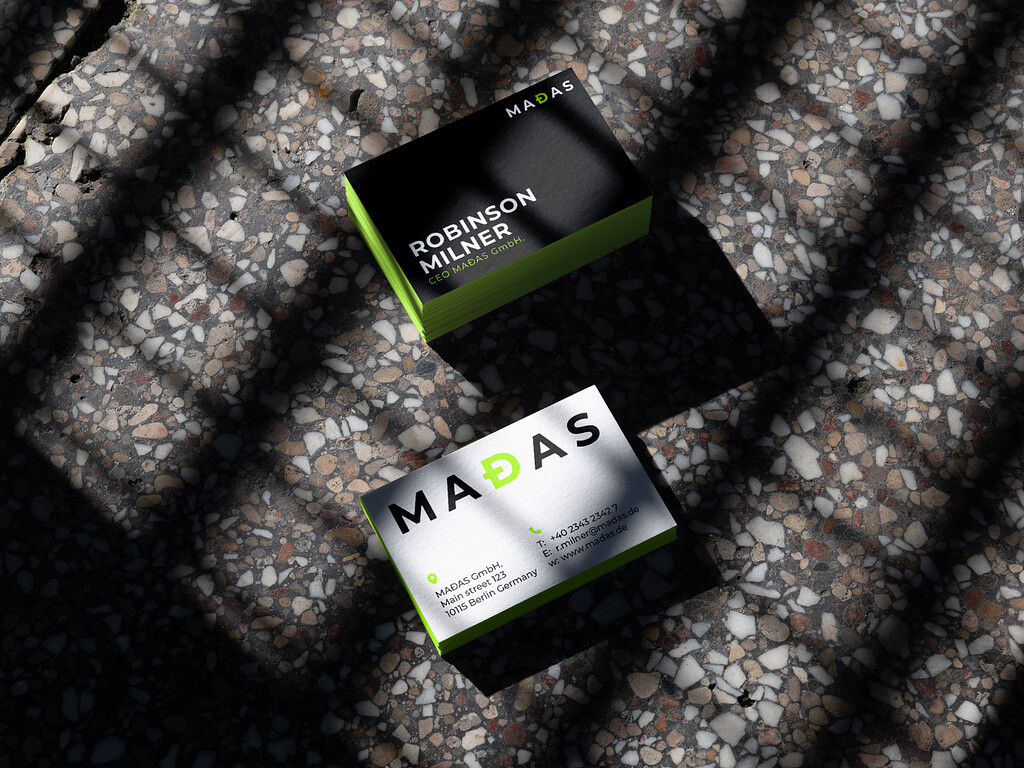 MAĐAS
ROBINSON
MILNER
CEO MAĐAS GmbH.
MAĐAS
T: +40 2343 2342 7
E: r.milner@madas.de
w: www.madas.de
MAĐAS GmbH.
Main street 123
10115 Berlin Germany